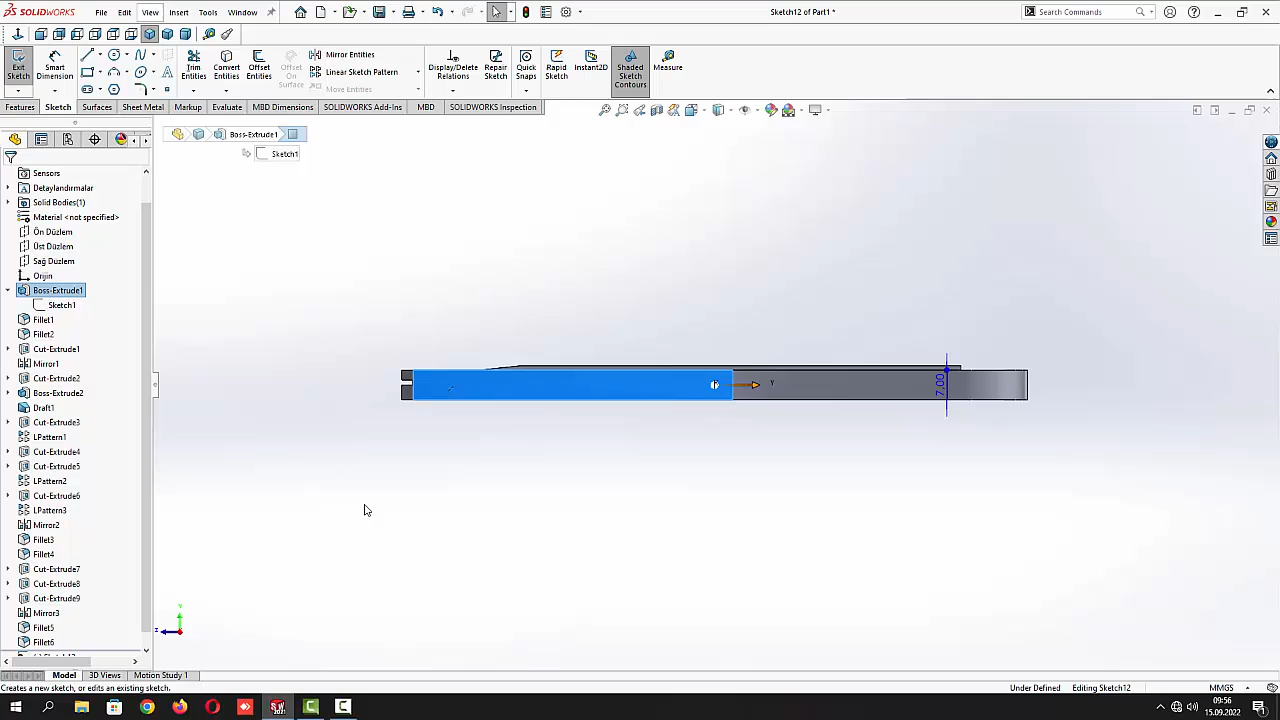 SOLIDWORKS
File
Edit
View
Insert
Tools
Window
Sketch12 of Part1 *
Search Commands
Exit Sketch
Smart Dimension
Trim Entities
Convert Entities
Offset Entities
Offset On Surface
Mirror Entities
Linear Sketch Pattern
Move Entities
Display/Delete Relations
Repair Sketch
Quick Snaps
Rapid Sketch
Instant2D
Shaded Sketch Contours
Measure
Features
Sketch
Surfaces
Sheet Metal
Markup
Evaluate
MBD Dimensions
SOLIDWORKS Add-Ins
MBD
SOLIDWORKS Inspection
Boss-Extrude1
Sketch1
Sensors
Detaylandırmalar
Solid Bodies(1)
Material <not specified>
Ön Düzlem
Üst Düzlem
Sağ Düzlem
Orijin
Boss-Extrude1
Sketch1
Fillet1
Fillet2
Cut-Extrude1
Mirror1
Cut-Extrude2
Boss-Extrude2
Draft1
Cut-Extrude3
LPattern1
Cut-Extrude4
Cut-Extrude5
LPattern2
Cut-Extrude6
LPattern3
Mirror2
Fillet3
Fillet4
Cut-Extrude7
Cut-Extrude8
Cut-Extrude9
Mirror3
Fillet5
Fillet6
7.00
Y
Y
Z
Model
3D Views
Motion Study 1
Creates a new sketch, or edits an existing sketch.
Under Defined
Editing Sketch12
MMGS
09:56
15.09.2022